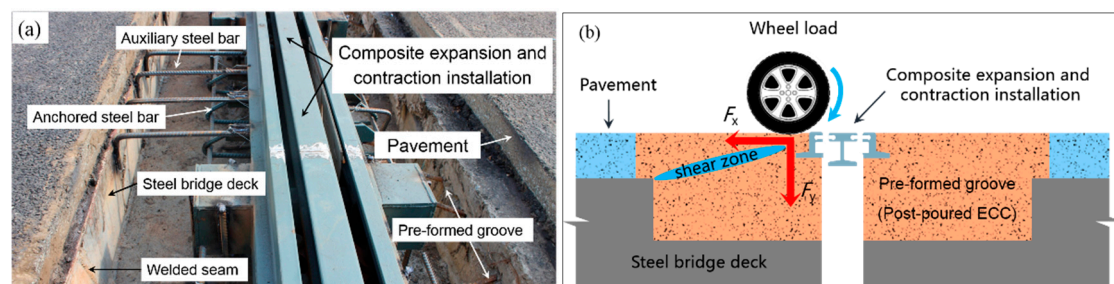 (a)
Auxiliary steel bar
Composite expansion and
contraction installation
Anchored steel bar
Pavement
Steel bridge deck
Pre-formed groove
Welded seam
(b)
Wheel load
Pavement
Composite expansion and
contraction installation
Fx
shear zone
Fy
Pre-formed groove
(Post-poured ECC)
Steel bridge deck